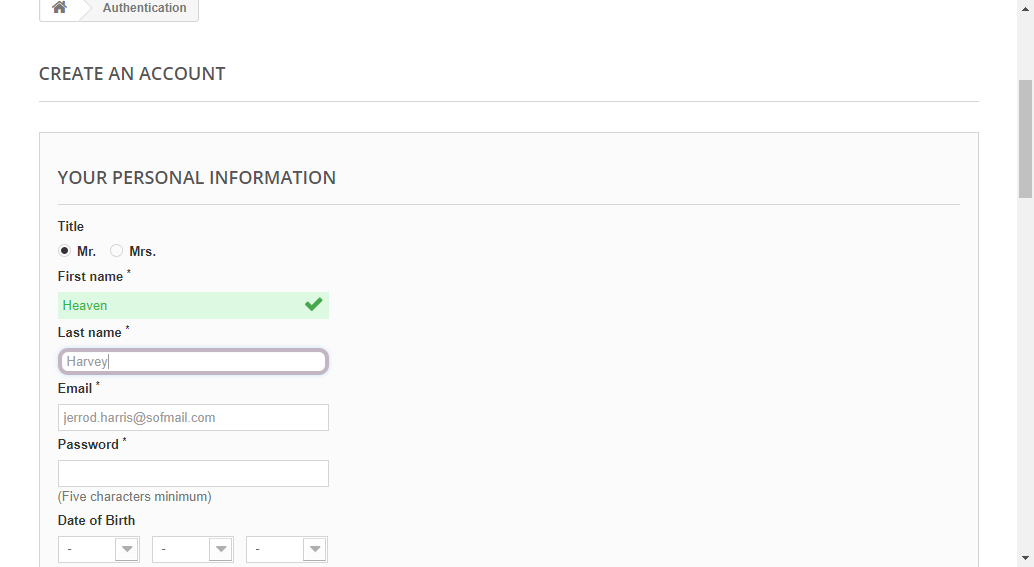 Authentication
CREATE AN ACCOUNT
YOUR PERSONAL INFORMATION
Title
Mr. Mrs.
First name *
Heaven
Last name *
Harvey
Email *
jerrod.harris@sofmail.com
Password *
(Five characters minimum)
Date of Birth
- - -